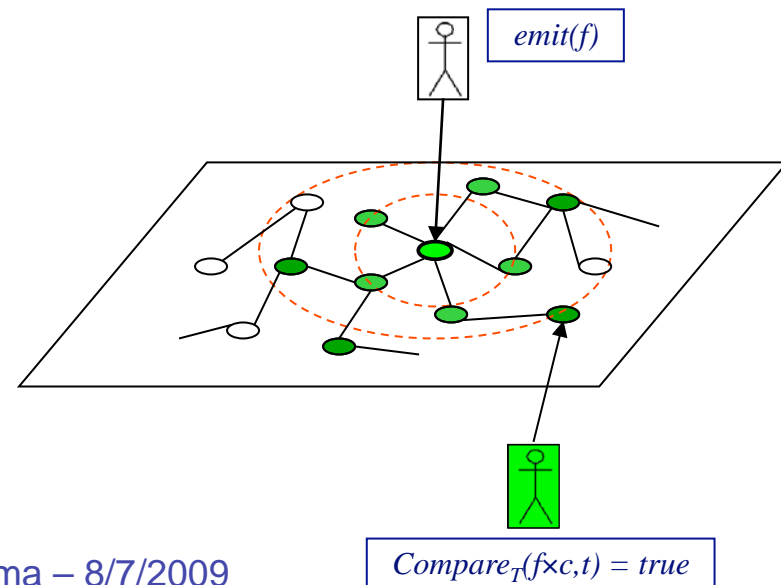 emit(f)
ma – 8/7/2009
Compare_T(f×c,t) = true